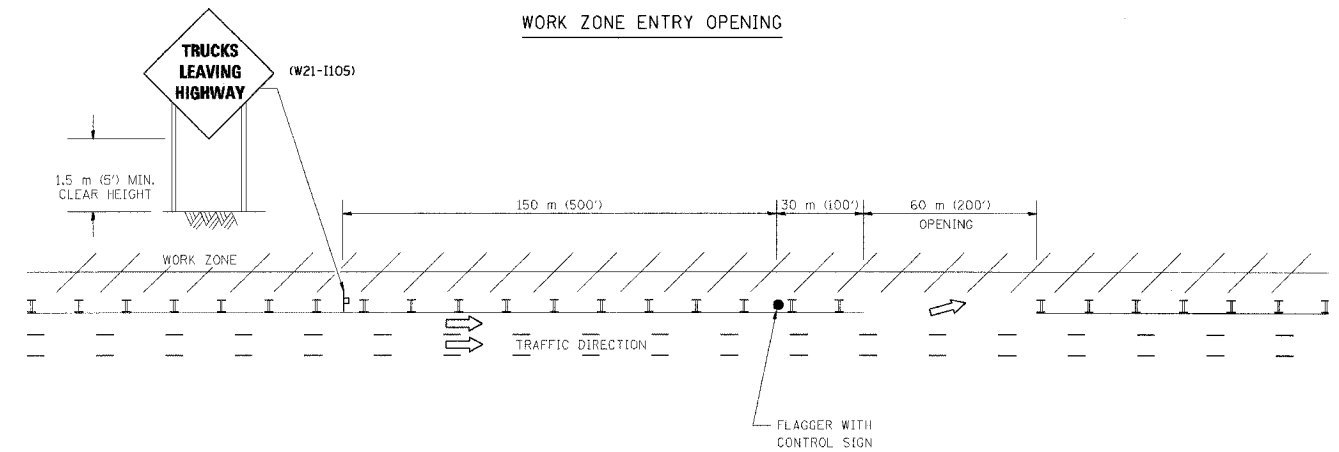 WORK ZONE ENTRY OPENING
TRUCKS
LEAVING
HIGHWAY
(W21-I105)
1.5 m (5') MIN.
CLEAR HEIGHT
150 m (500')
30 m (100')
60 m (200')
OPENING
WORK ZONE
TRAFFIC DIRECTION
FLAGGER WITH
CONTROL SIGN